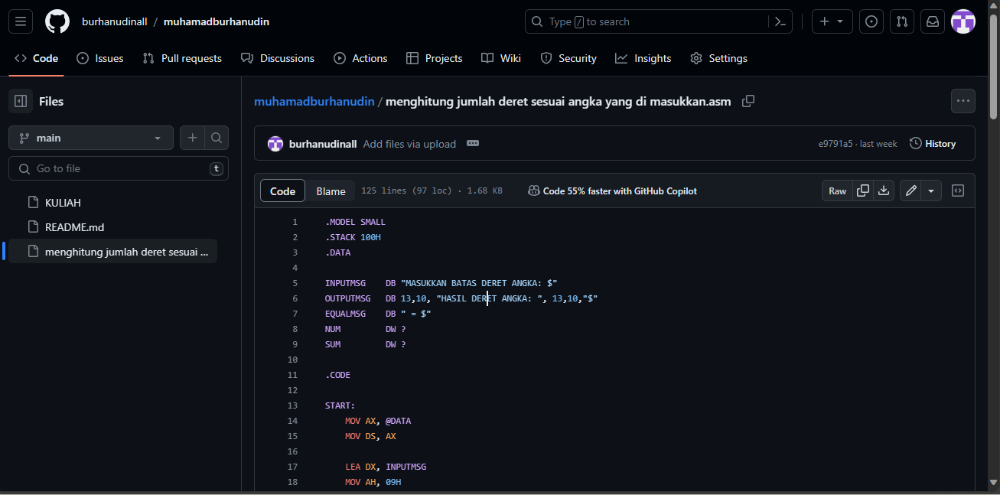 burhanudinall / muhamadburhanudin
Type / to search
Code Issues Pull requests Discussions Actions Projects Wiki Security Insights Settings
Files
main
Go to file t
KULIAH
README.md
menghitung jumlah deret sesuai ...
muhamadburhanudin / menghitung jumlah deret sesuai angka yang di masukkan.asm
burhanudinall Add files via upload
e9791a5 · last week History
Code Blame 125 lines (97 loc) · 1.68 KB Code 55% faster with GitHub Copilot Raw
1 .MODEL SMALL
2 .STACK 100H
3 .DATA
4
5 INPUTMSG DB "MASUKKAN BATAS DERET ANGKA: $"
6 OUTPUTMSG DB 13,10, "HASIL DERET ANGKA: ", 13,10,"$"
7 EQUALMSG DB " = $"
8 NUM DW ?
9 SUM DW ?
10
11 .CODE
12
13 START:
14 MOV AX, @DATA
15 MOV DS, AX
16
17 LEA DX, INPUTMSG
18 MOV AH, 09H